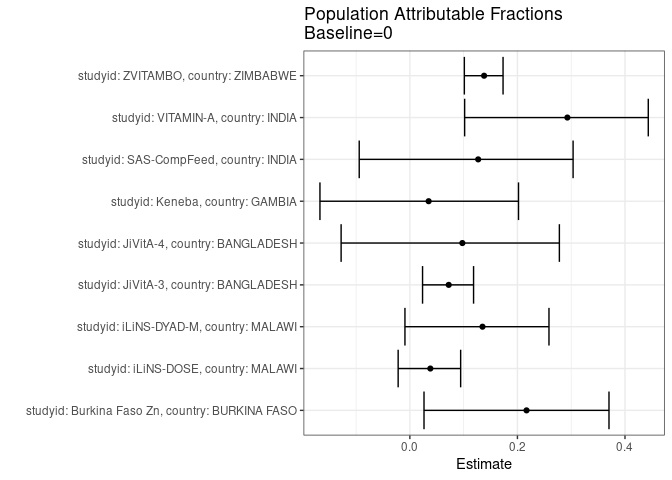 Population Attributable Fractions
Baseline=0
studyid: ZVITAMBO, country: ZIMBABWE
studyid: VITAMIN-A, country: INDIA
studyid: SAS-CompFeed, country: INDIA
studyid: Keneba, country: GAMBIA
studyid: JiVitA-4, country: BANGLADESH
studyid: JiVitA-3, country: BANGLADESH
studyid: iLiNS-DYAD-M, country: MALAWI
studyid: iLiNS-DOSE, country: MALAWI
studyid: Burkina Faso Zn, country: BURKINA FASO
0.0 0.2 0.4
Estimate